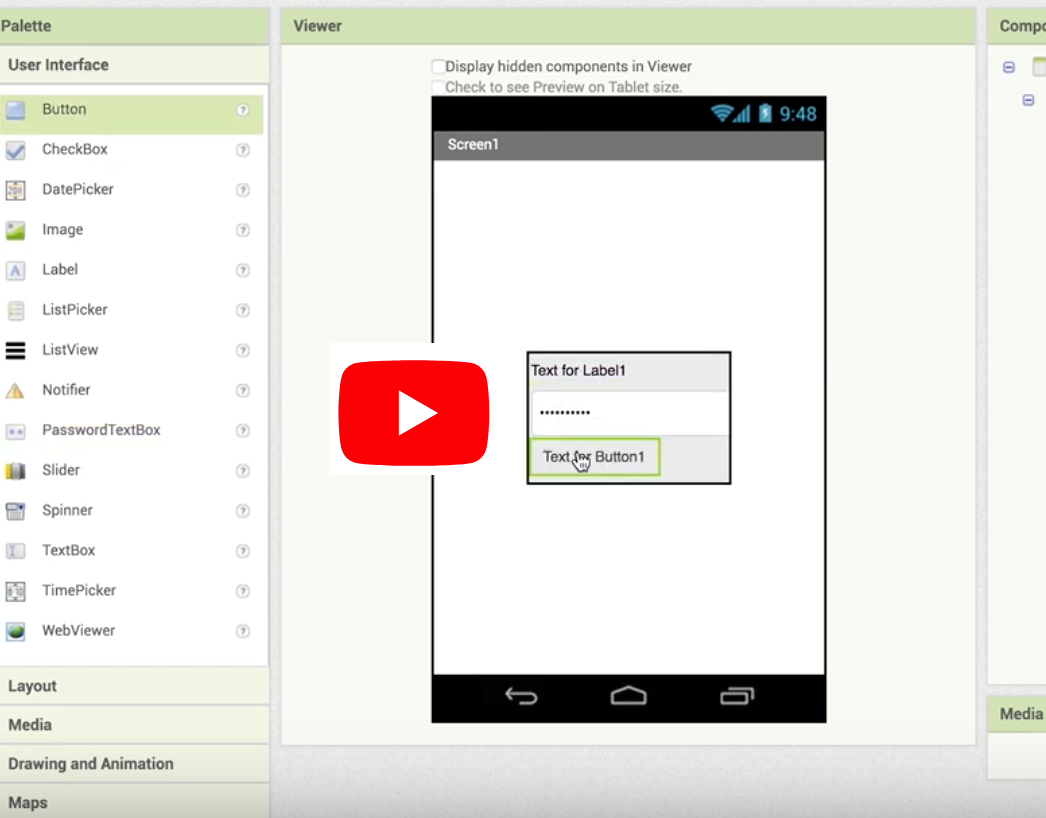 Palette
User Interface
Button
CheckBox
DatePicker
Image
Label
ListPicker
ListView
Notifier
PasswordTextBox
Slider
Spinner
TextBox
TimePicker
WebViewer
Layout
Media
Drawing and Animation
Maps
Viewer
Display hidden components in Viewer
Check to see Preview on Tablet size.
9:48
Screen1
Text for Label1
••••••••••
Text for Button1
Compo
Media